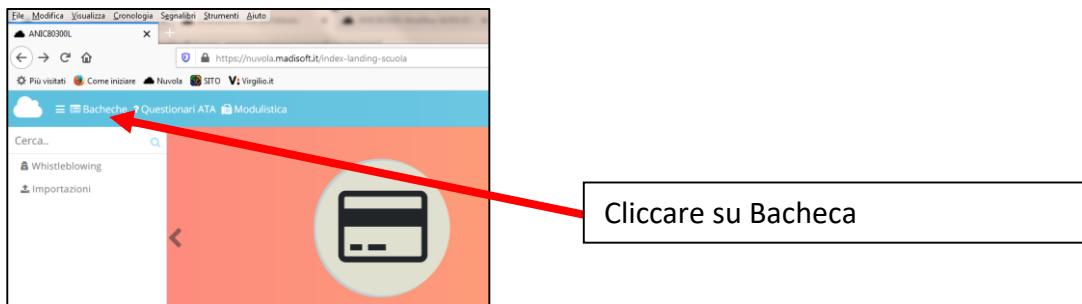 File Modifica Visualizza Cronologia Segnalibri Strumenti Aiuto
ANIC80300L
https://nuvola.madisoft.it/index-landing-scuola
Più visitati Come iniziare Nuvola SITO Virgilio.it
Bacheche ? Questionari ATA Modulistica
Cerca..
Whistleblowing
Importazioni
Cliccare su Bacheca